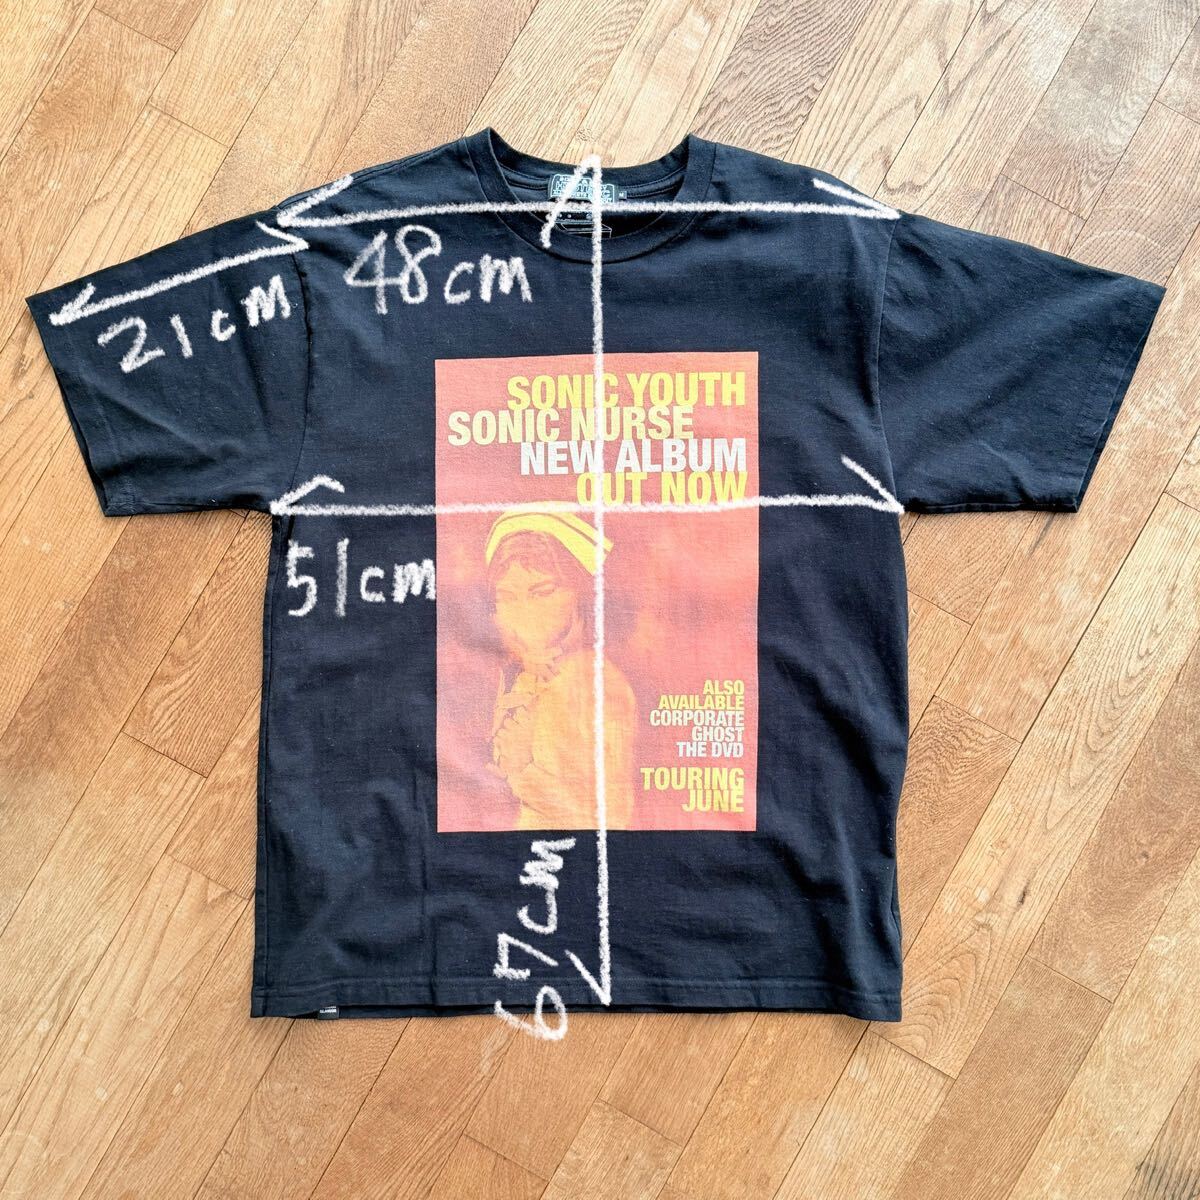 M
48cm
21cm
SONIC YOUTH
SONIC NURSE
NEW ALBUM
OUT NOW
51cm
ALSO
AVAILABLE
CORPORATE
GHOST
THE DVD
TOURING
JUNE
67cm